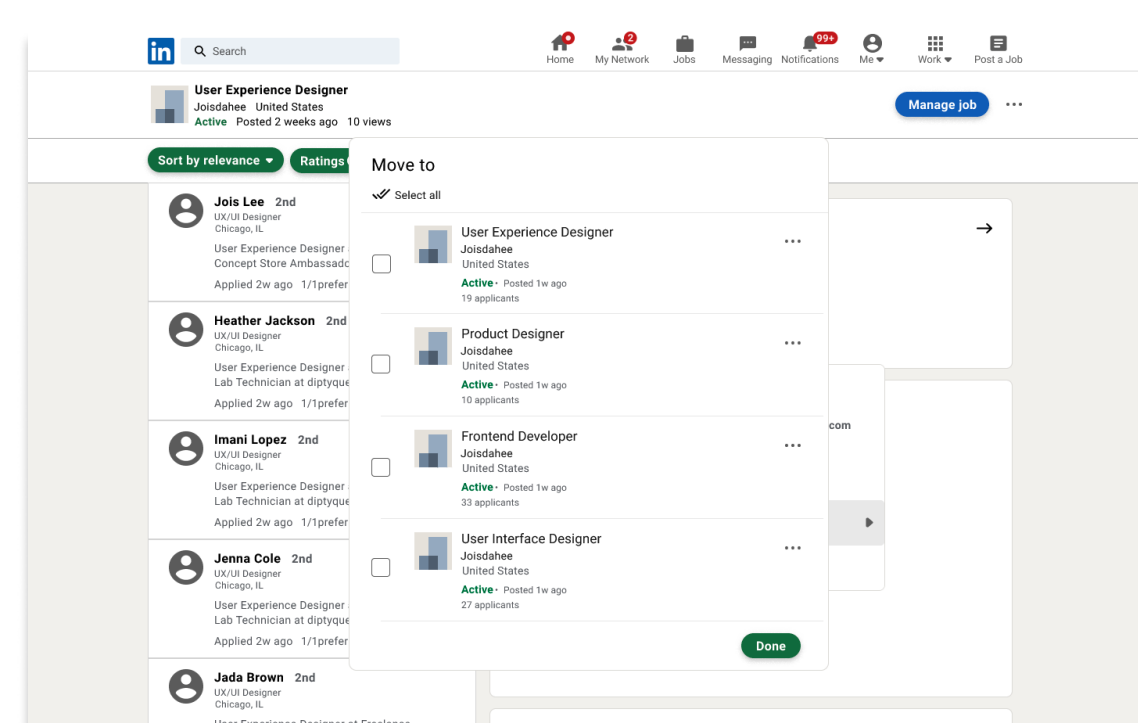 in
Search
2
99+
Home
My Network
Jobs
Messaging
Notifications
Me
Work
Post a Job
User Experience Designer
Joisdahee United States
Active Posted 2 weeks ago 10 views
Manage job
Sort by relevance
Ratings
Move to
Select all
Jois Lee 2nd
UX/UI Designer
Chicago, IL
User Experience Designer
Concept Store Ambassado
Applied 2w ago 1/1prefer
Heather Jackson 2nd
UX/UI Designer
Chicago, IL
User Experience Designer
Lab Technician at diptyque
Applied 2w ago 1/1prefer
Imani Lopez 2nd
UX/UI Designer
Chicago, IL
User Experience Designer
Lab Technician at diptyque
Applied 2w ago 1/1prefer
Jenna Cole 2nd
UX/UI Designer
Chicago, IL
User Experience Designer
Lab Technician at diptyque
Applied 2w ago 1/1prefer
Jada Brown 2nd
UX/UI Designer
Chicago, IL
User Experience Designer at Freelance
User Experience Designer
Joisdahee
United States
Active · Posted 1w ago
19 applicants
Product Designer
Joisdahee
United States
Active · Posted 1w ago
10 applicants
Frontend Developer
Joisdahee
United States
Active · Posted 1w ago
33 applicants
User Interface Designer
Joisdahee
United States
Active · Posted 1w ago
27 applicants
Done
com